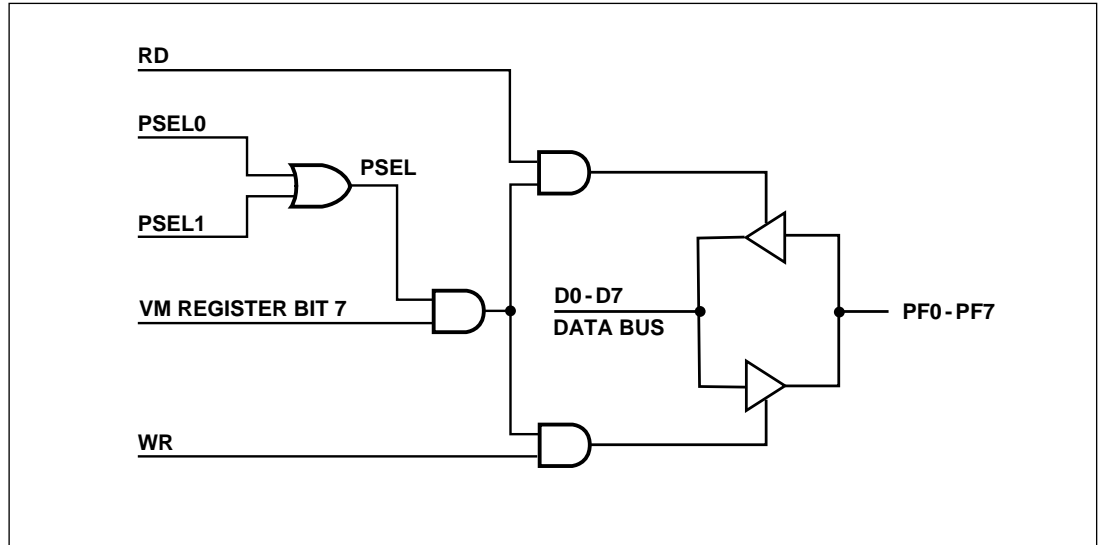 RD
PSEL0
PSEL
PSEL1
VM REGISTER BIT 7
D0 - D7
DATA BUS
PF0 - PF7
WR